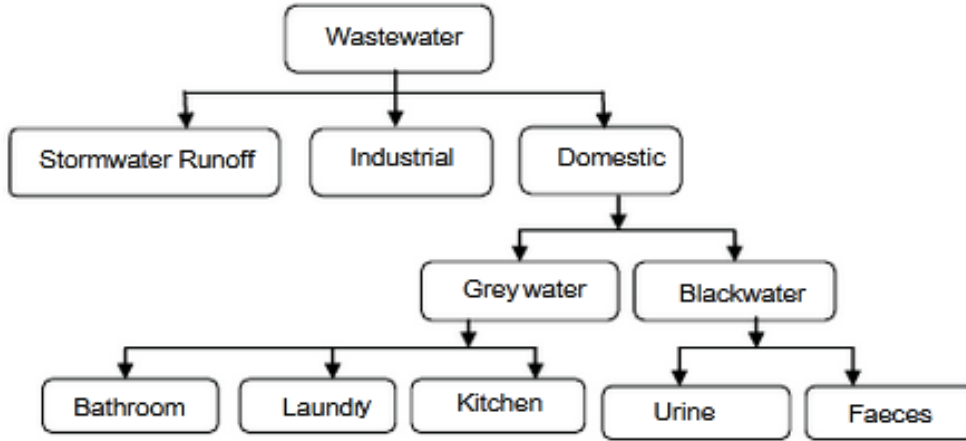 Wastewater
Stormwater Runoff
Industrial
Domestic
Grey water
Blackwater
Bathroom
Laundry
Kitchen
Urine
Faeces